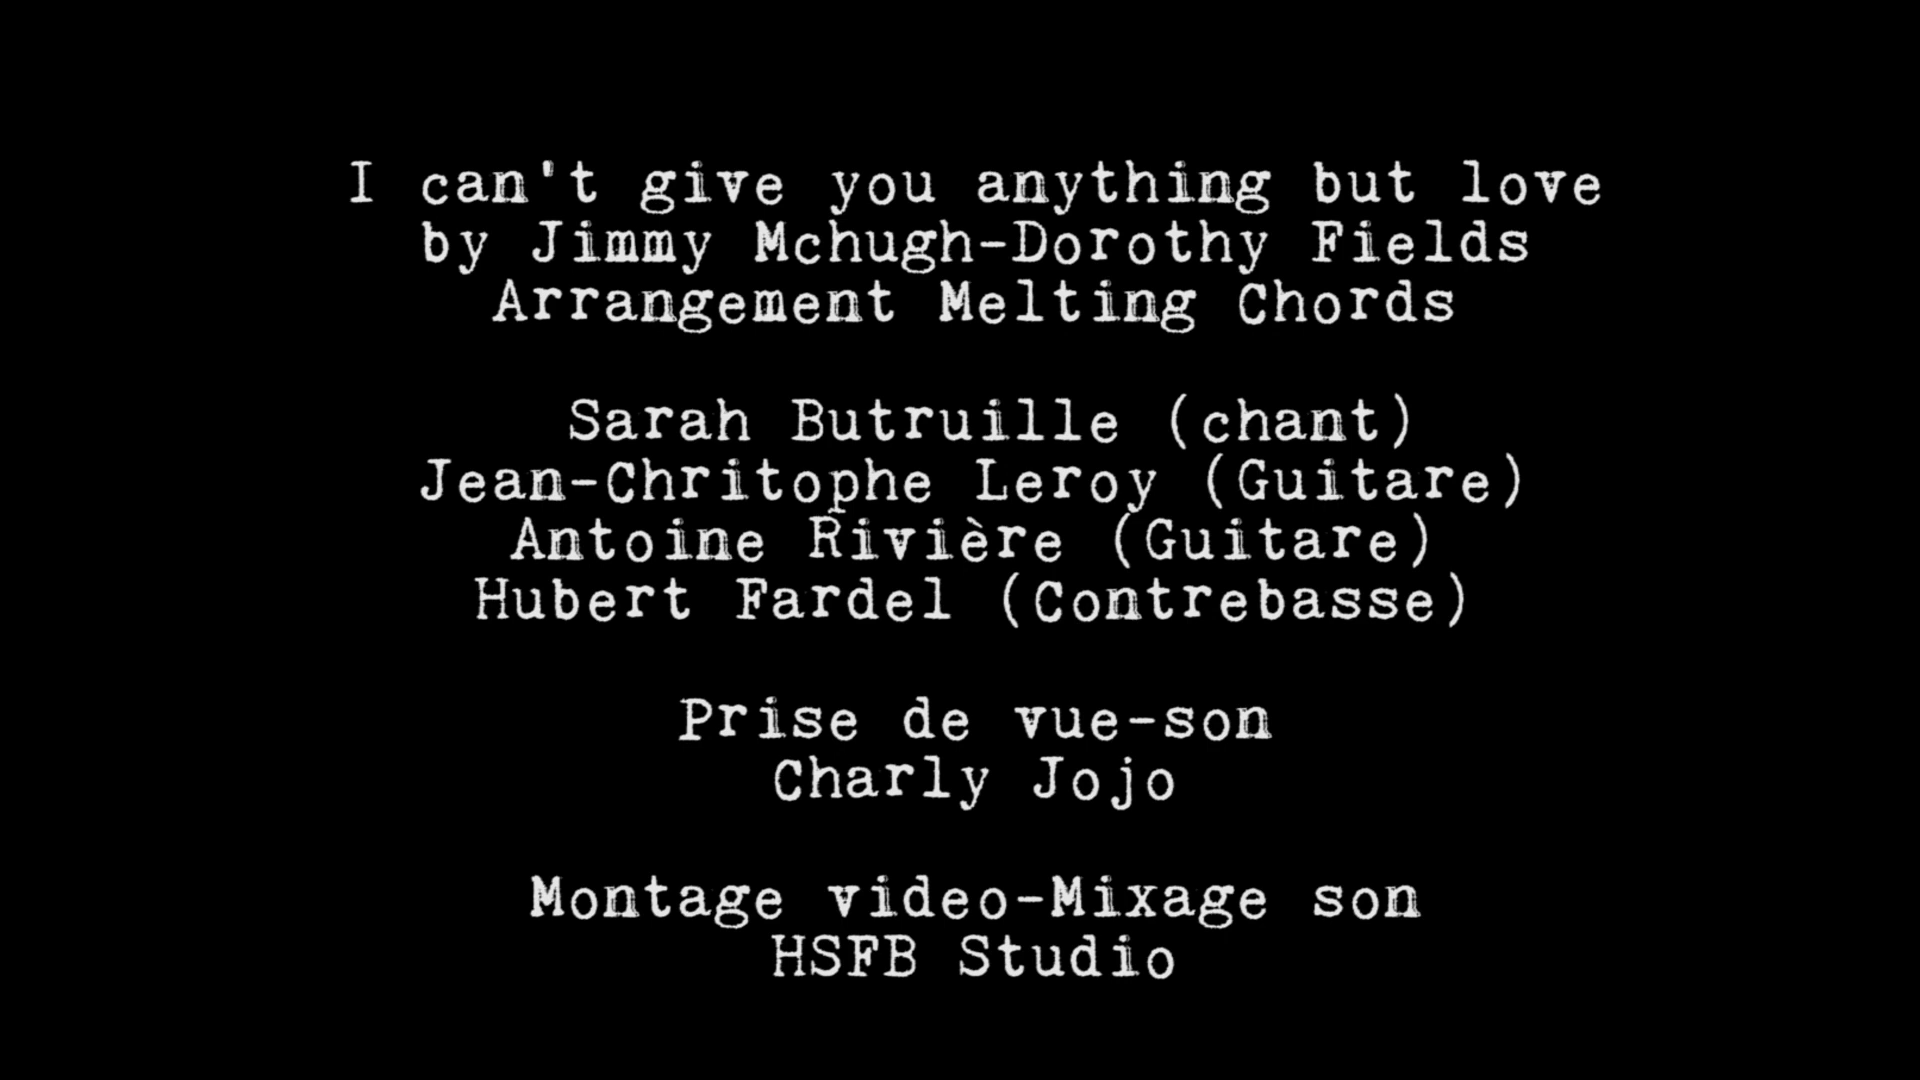 I can't give you anything but love
by Jimmy Mchugh-Dorothy Fields
Arrangement Melting Chords
Sarah Butruille (chant)
Jean-Chritophe Leroy (Guitare)
Antoine Rivière (Guitare)
Hubert Fardel (Contrebasse)
Prise de vue-son
Charly Jojo
Montage video-Mixage son
HSFB Studio